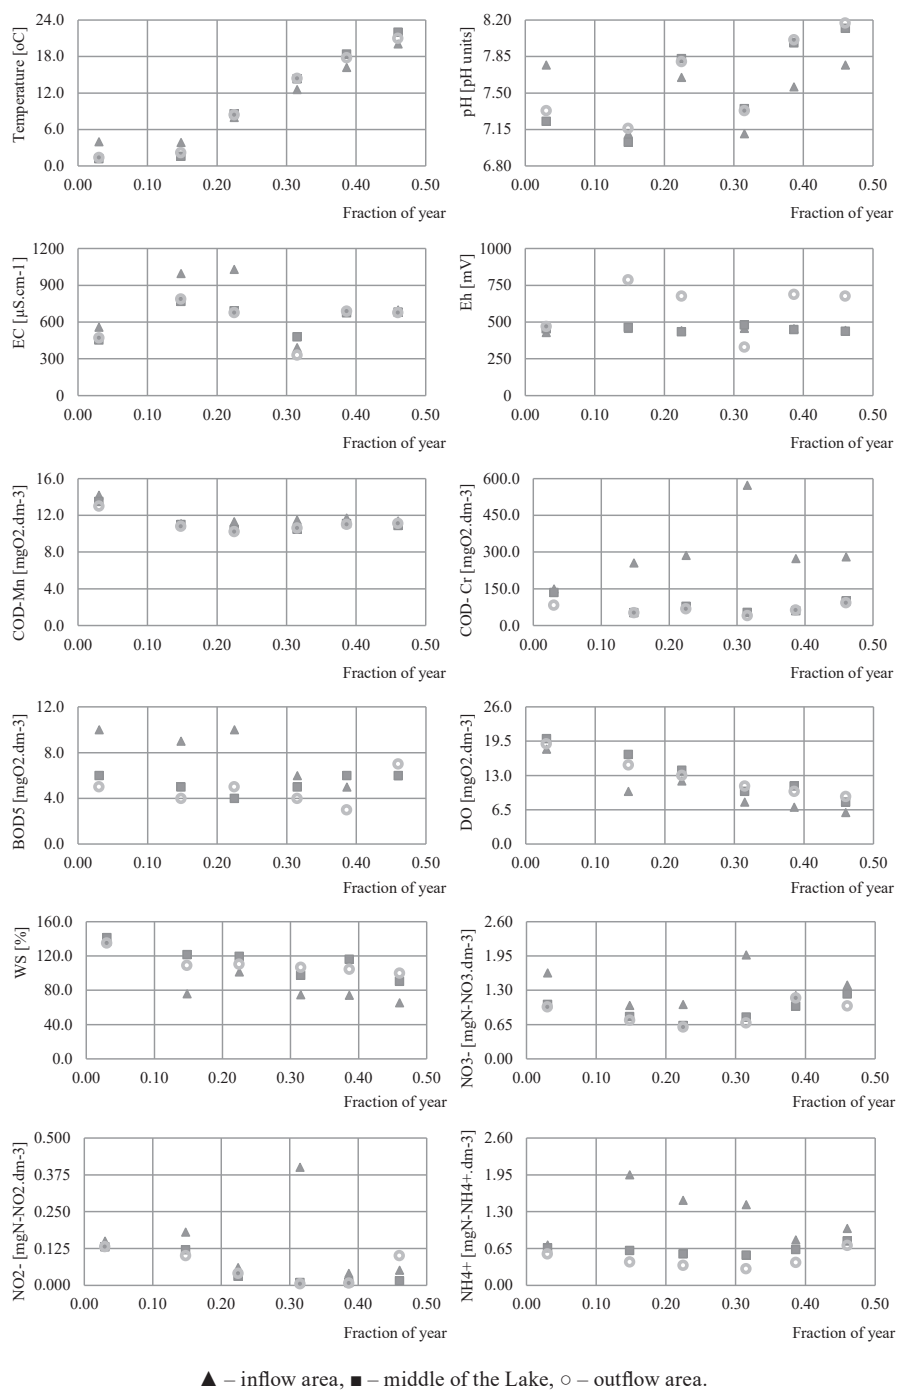 Temperature [oC]
24.0
18.0
12.0
6.0
0.0
0.00 0.10 0.20 0.30 0.40 0.50
Fraction of year
pH [pH units]
8.20
7.85
7.50
7.15
6.80
0.00 0.10 0.20 0.30 0.40 0.50
Fraction of year
EC [µS.cm-1]
1200
900
600
300
0
0.00 0.10 0.20 0.30 0.40 0.50
Fraction of year
Eh [mV]
1000
750
500
250
0
0.00 0.10 0.20 0.30 0.40 0.50
Fraction of year
COD-Mn [mgO2.dm-3]
16.0
12.0
8.0
4.0
0.0
0.00 0.10 0.20 0.30 0.40 0.50
Fraction of year
COD- Cr [mgO2.dm-3]
600.0
450.0
300.0
150.0
0.0
0.00 0.10 0.20 0.30 0.40 0.50
Fraction of year
BOD5 [mgO2.dm-3]
12.0
8.0
4.0
0.0
0.00 0.10 0.20 0.30 0.40 0.50
Fraction of year
DO [mgO2.dm-3]
26.0
19.5
13.0
6.5
0.0
0.00 0.10 0.20 0.30 0.40 0.50
Fraction of year
WS [%]
160.0
120.0
80.0
40.0
0.0
0.00 0.10 0.20 0.30 0.40 0.50
Fraction of year
NO3- [mgN-NO3.dm-3]
2.60
1.95
1.30
0.65
0.00
0.00 0.10 0.20 0.30 0.40 0.50
Fraction of year
NO2- [mgN-NO2.dm-3]
0.500
0.375
0.250
0.125
0.000
0.00 0.10 0.20 0.30 0.40 0.50
Fraction of year
NH4+ [mgN-NH4+.dm-3]
2.60
1.95
1.30
0.65
0.00
0.00 0.10 0.20 0.30 0.40 0.50
Fraction of year
▲ – inflow area, ■ – middle of the Lake, ○ – outflow area.